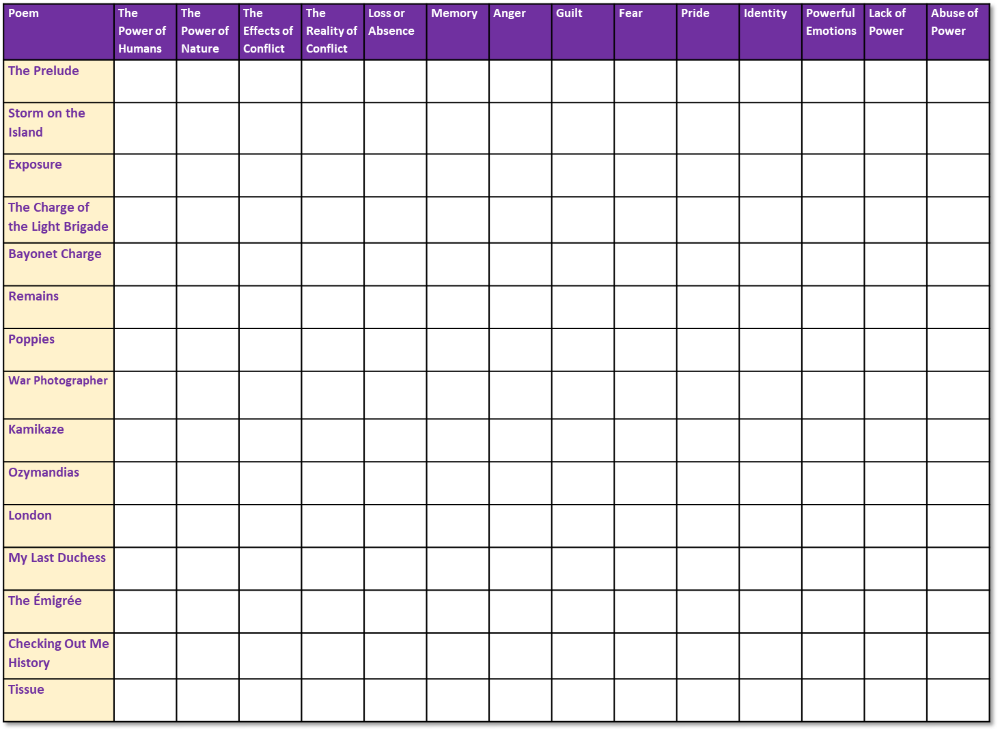 Poem
The
Power of
Humans
The
Power of
Nature
The
Effects of
Conflict
The
Reality of
Conflict
Loss or
Absence
Memory
Anger
Guilt
Fear
Pride
Identity
Powerful
Emotions
Lack of
Power
Abuse of
Power
The Prelude
Storm on the
Island
Exposure
The Charge of
the Light Brigade
Bayonet Charge
Remains
Poppies
War Photographer
Kamikaze
Ozymandias
London
My Last Duchess
The Émigrée
Checking Out Me
History
Tissue